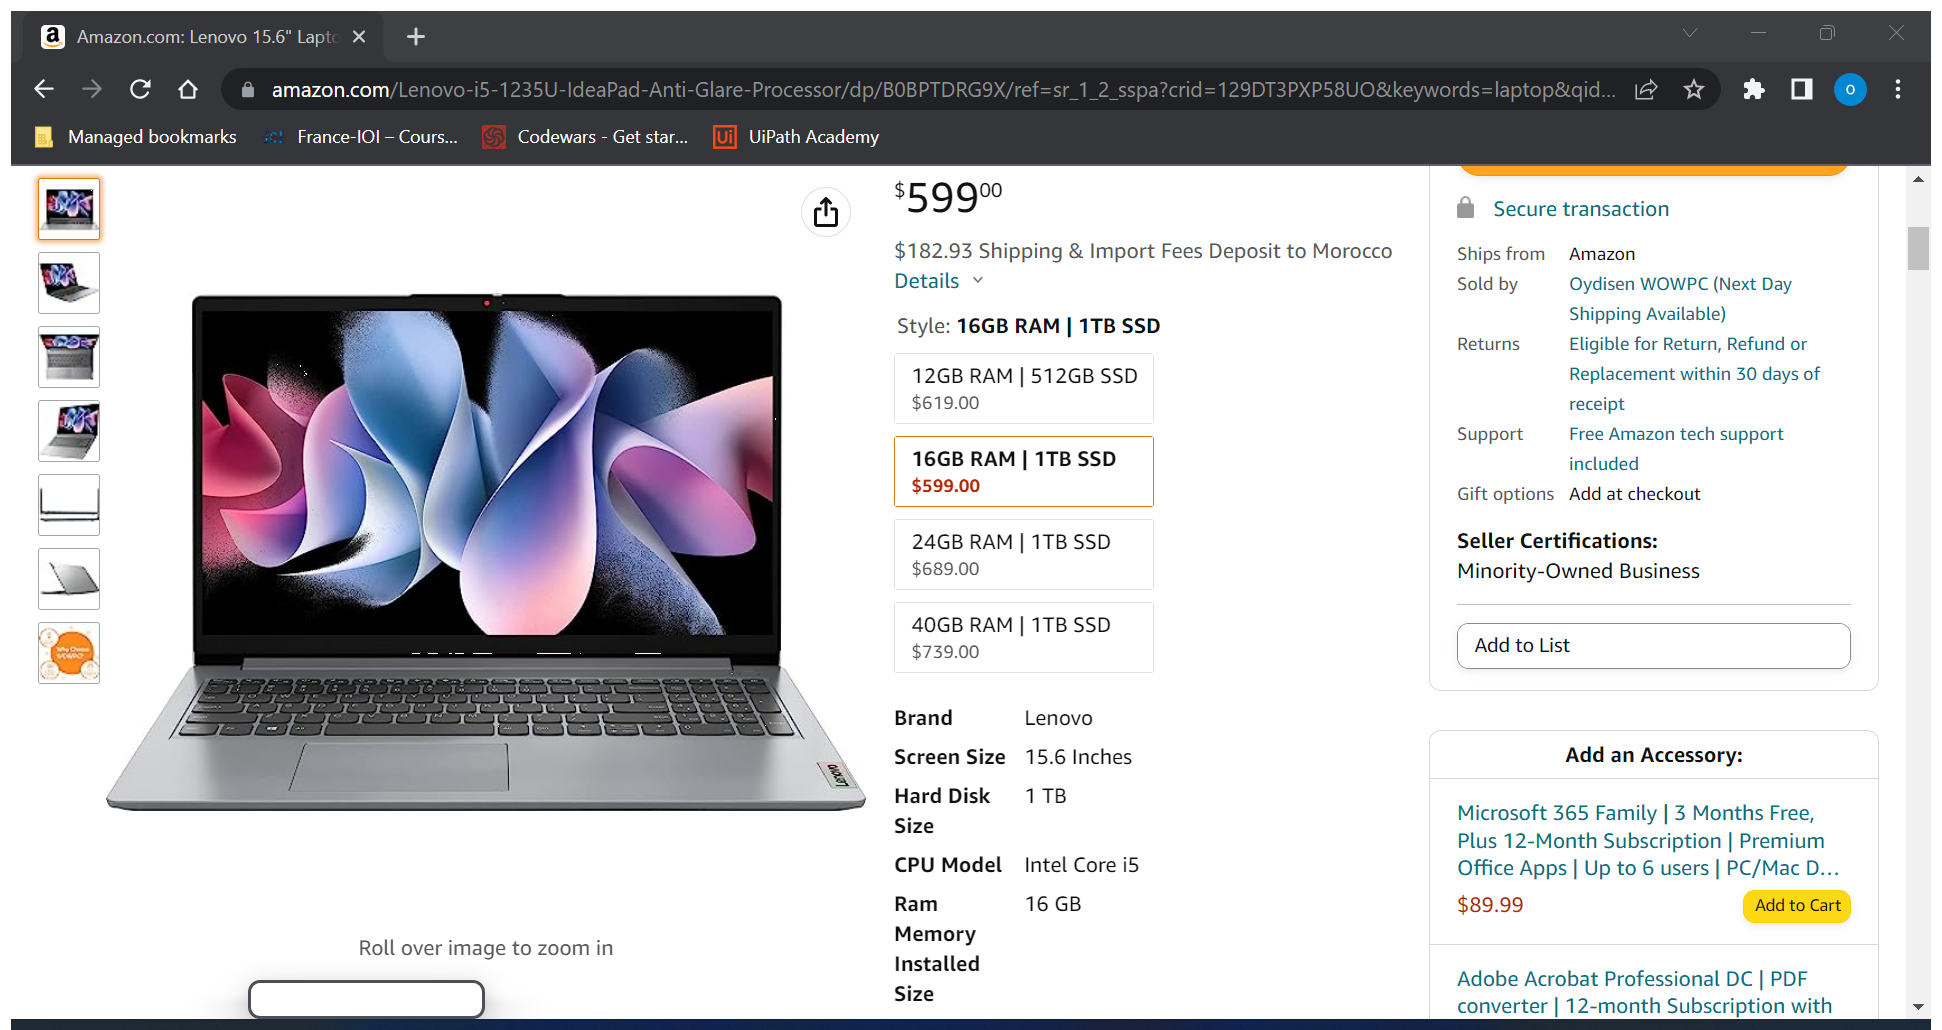 Amazon.com: Lenovo 15.6" Lapto
amazon.com/Lenovo-i5-1235U-IdeaPad-Anti-Glare-Processor/dp/B0BPTDRG9X/ref=sr_1_2_sspa?crid=129DT3PXP58UO&keywords=laptop&qid...
O
Managed bookmarks
France-IOI – Cours...
Codewars - Get star...
UiPath Academy
$59900
$182.93 Shipping & Import Fees Deposit to Morocco
Details
Style: 16GB RAM | 1TB SSD
12GB RAM | 512GB SSD
$619.00
16GB RAM | 1TB SSD
$599.00
24GB RAM | 1TB SSD
$689.00
40GB RAM | 1TB SSD
$739.00
Brand Lenovo
Screen Size 15.6 Inches
Hard Disk 1 TB
Size
CPU Model Intel Core i5
Ram 16 GB
Memory
Installed
Size
Lenovo
Roll over image to zoom in
Secure transaction
Ships from Amazon
Sold by Oydisen WOWPC (Next Day
Shipping Available)
Returns Eligible for Return, Refund or
Replacement within 30 days of
receipt
Support Free Amazon tech support
included
Gift options Add at checkout
Seller Certifications:
Minority-Owned Business
Add to List
Add an Accessory:
Microsoft 365 Family | 3 Months Free,
Plus 12-Month Subscription | Premium
Office Apps | Up to 6 users | PC/Mac D...
$89.99 Add to Cart
Adobe Acrobat Professional DC | PDF
converter | 12-month Subscription with